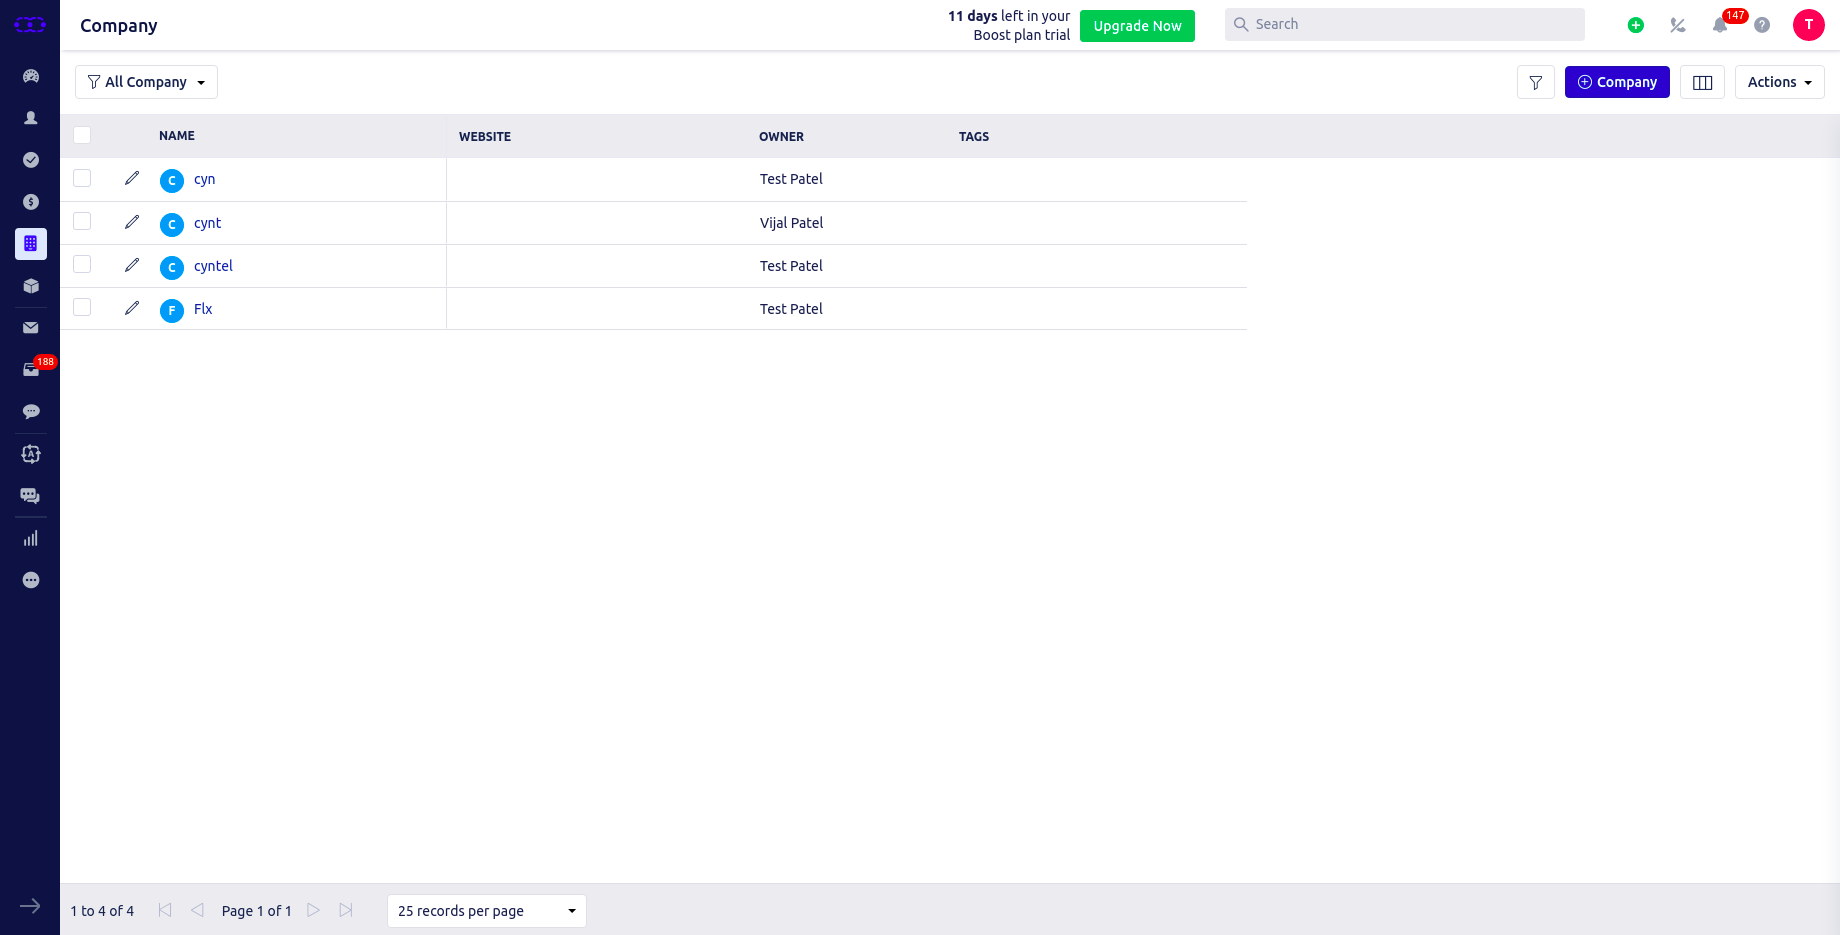 Company
11 days left in your
Boost plan trial
Upgrade Now
Search
147
T
All Company
Company
Actions
NAME
WEBSITE
OWNER
TAGS
C cyn Test Patel
C cynt Vijal Patel
C cyntel Test Patel
F Flx Test Patel
188
1 to 4 of 4
Page 1 of 1
25 records per page